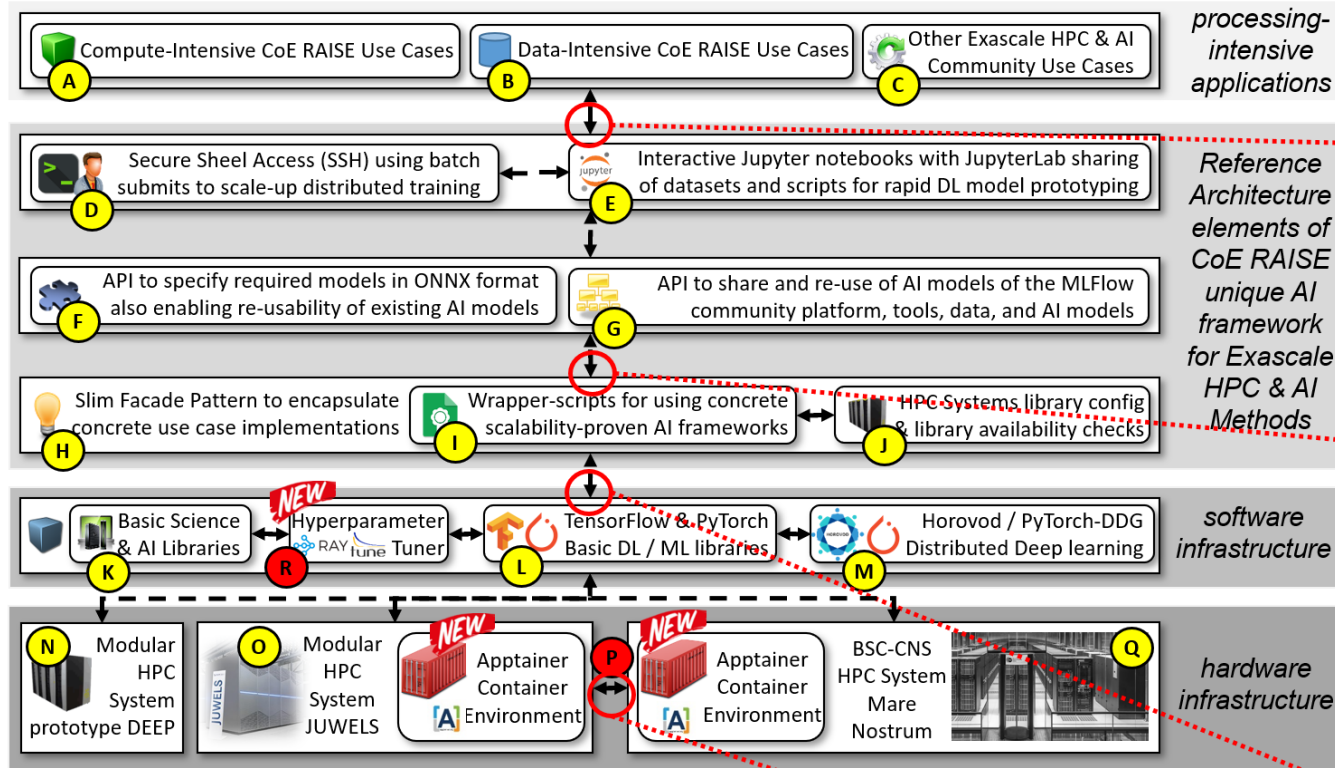 Compute-Intensive CoE RAISE Use Cases
A
Data-Intensive CoE RAISE Use Cases
B
Other Exascale HPC & AI
Community Use Cases
C
processing-
intensive
applications
>_
Secure Sheel Access (SSH) using batch
submits to scale-up distributed training
D
jupyter
Interactive Jupyter notebooks with JupyterLab sharing
of datasets and scripts for rapid DL model prototyping
E
API to specify required models in ONNX format
also enabling re-usability of existing AI models
F
API to share and re-use of AI models of the MLFlow
community platform, tools, data, and AI models
G
Slim Facade Pattern to encapsulate
concrete use case implementations
H
Wrapper-scripts for using concrete
scalability-proven AI frameworks
I
HPC Systems library config
& library availability checks
J
Reference
Architecture
elements of
CoE RAISE
unique AI
framework
for Exascale
HPC & AI
Methods
Basic Science
& AI Libraries
K
NEW
Hyperparameter
RAY tune Tuner
R
TensorFlow & PyTorch
Basic DL / ML libraries
L
HOROVOD
Horovod / PyTorch-DDG
Distributed Deep learning
M
software
infrastructure
N
Modular
HPC
System
prototype DEEP
JUWELS
O
Modular
HPC
System
JUWELS
NEW
Apptainer
Container
[A] Environment
P
NEW
Apptainer
Container
[A] Environment
BSC-CNS
HPC System
Mare
Nostrum
Q
hardware
infrastructure